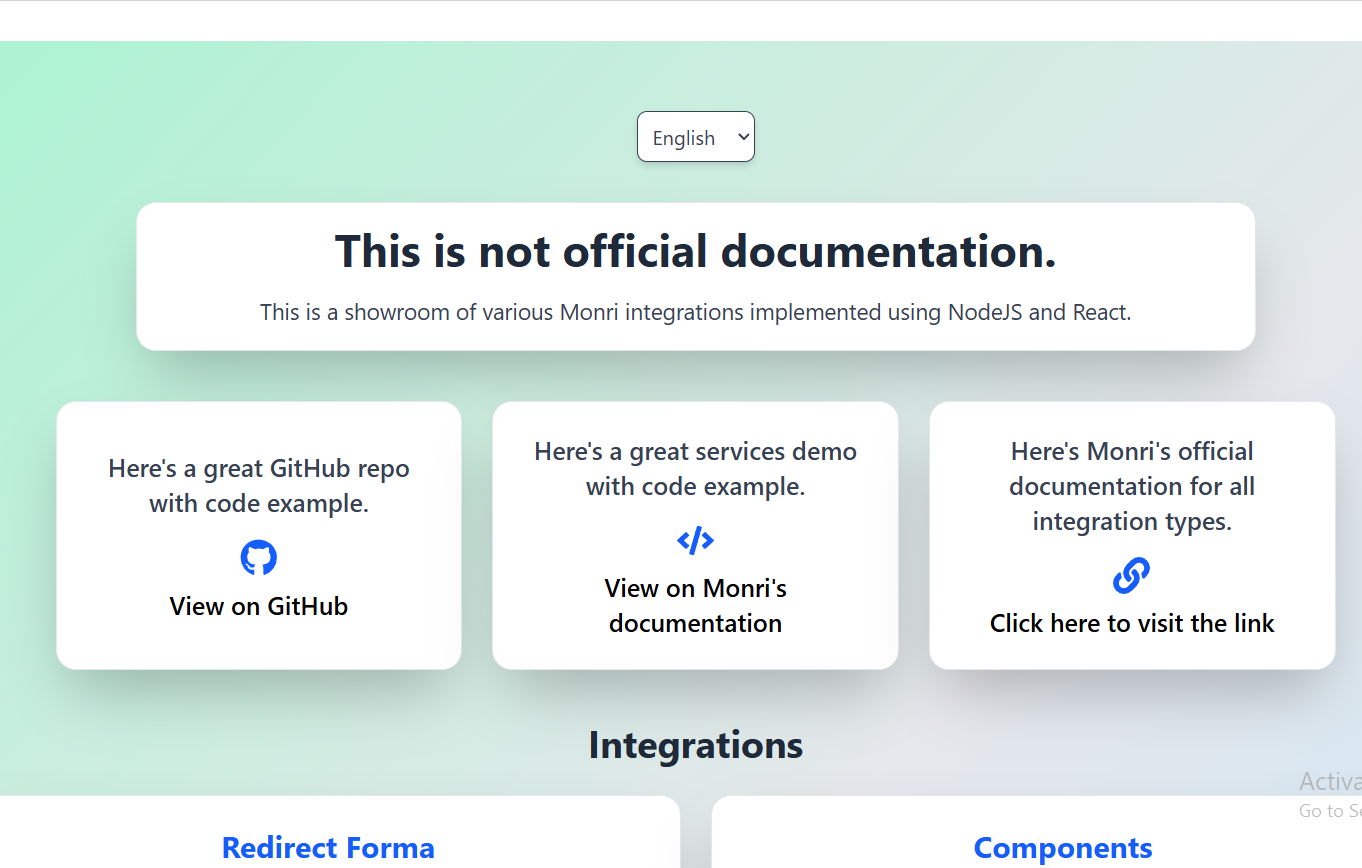 English
This is not official documentation.
This is a showroom of various Monri integrations implemented using NodeJS and React.
Here's a great GitHub repo
with code example.
View on GitHub
Here's a great services demo
with code example.
View on Monri's
documentation
Here's Monri's official
documentation for all
integration types.
Click here to visit the link
Integrations
Redirect Forma
Components
Go to